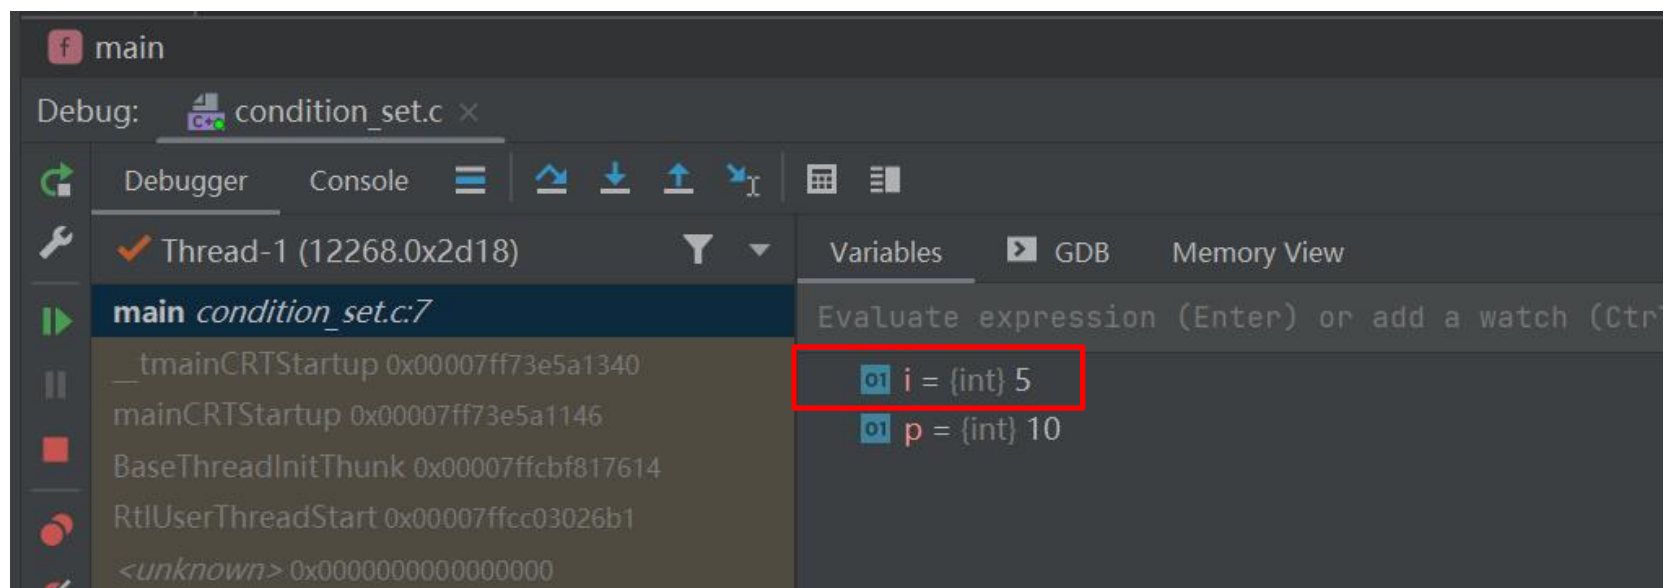 main
Debug: condition_set.c
Debugger Console
Thread-1 (12268.0x2d18)
Variables GDB Memory View
main condition_set.c:7
Evaluate expression (Enter) or add a watch (Ctr
__tmainCRTStartup 0x00007ff73e5a1340
i = {int} 5
mainCRTStartup 0x00007ff73e5a1146
p = {int} 10
BaseThreadInitThunk 0x00007ffcbf817614
RtlUserThreadStart 0x00007ffcc03026b1
<unknown> 0x0000000000000000